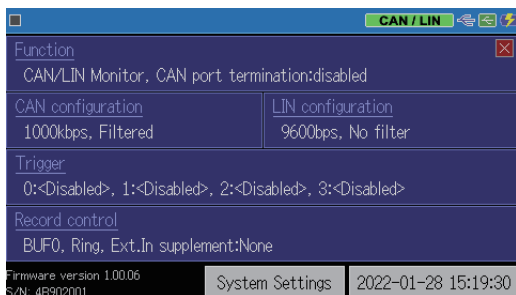 CAN / LIN
Function
CAN/LIN Monitor, CAN port termination:disabled
CAN configuration
1000kbps, Filtered
LIN configuration
9600bps, No filter
Trigger
0:<Disabled>, 1:<Disabled>, 2:<Disabled>, 3:<Disabled>
Record control
BUF0, Ring, Ext.In supplement:None
Firmware version 1.00.06
S/N: 4B902001
System Settings
2022-01-28 15:19:30